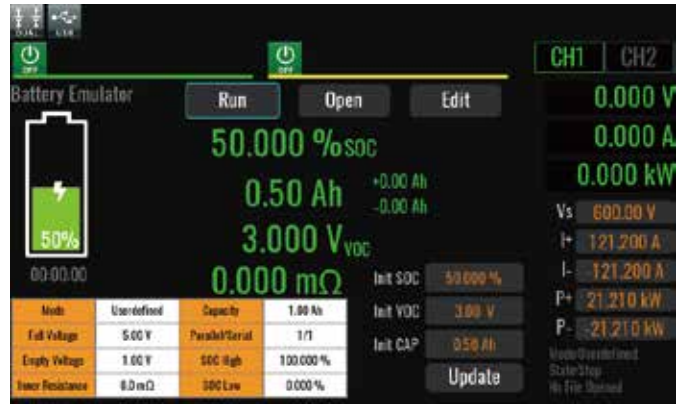 DUAL USB
OFF OFF
CH1 CH2
Battery Emulator Run Open Edit
0.000 V
50.000 %SOC
0.000 A
0.50 Ah +0.00 Ah
-0.00 Ah
0.000 kW
50%
3.000 VVOC
Vs 600.00 V
I+ 121.200 A
00:00.00
0.000 mΩ
Init SOC 50.000 %
I- -121.200 A
Mode Userdefined Capacity 1.00 Ah
Init VOC 3.00 V
P+ 21.210 kW
Full Voltage 5.00 V Parallel/Serial 1/1
Init CAP 0.50 Ah
P- -21.210 kW
Empty Voltage 1.00 V SOC High 100.000 %
Mode:Userdefined
State:Stop
Inner Resistance 0.0 mΩ SOC Low 0.000 %
Update
No File Opened